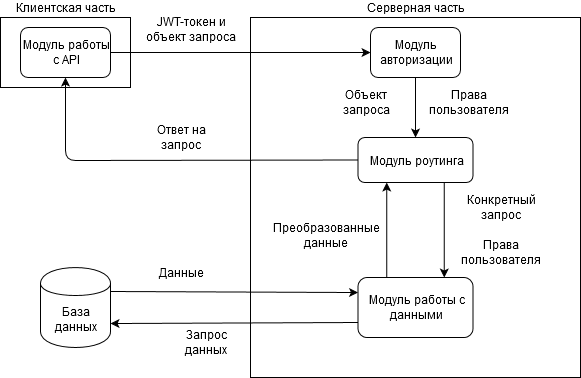 Клиентская часть
Серверная часть
Модуль работы
с API
JWT-токен и
объект запроса
Модуль
авторизации
Объект
запроса
Права
пользователя
Ответ на
запрос
Модуль роутинга
Конкретный
запрос
Преобразованные
данные
Права
пользователя
Данные
База
данных
Модуль работы с
данными
Запрос
данных